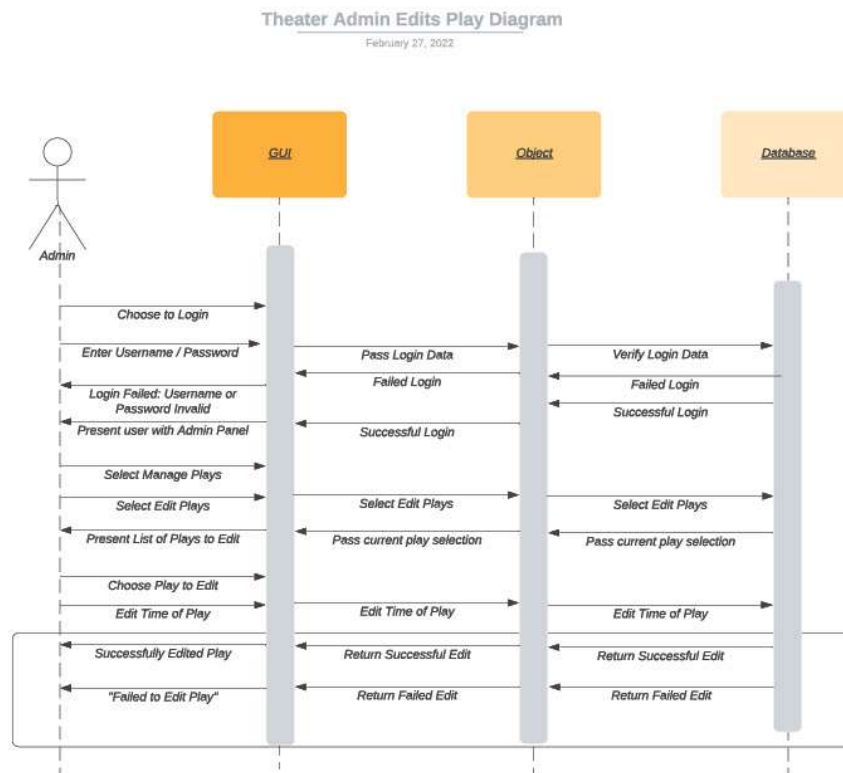 Theater Admin Edits Play Diagram
February 27, 2022
GUI
Object
Database
Admin
Choose to Login
Enter Username / Password
Pass Login Data
Verify Login Data
Failed Login
Failed Login
Login Failed: Username or
Password Invalid
Successful Login
Present user with Admin Panel
Successful Login
Select Manage Plays
Select Edit Plays
Select Edit Plays
Select Edit Plays
Present List of Plays to Edit
Pass current play selection
Pass current play selection
Choose Play to Edit
Edit Time of Play
Edit Time of Play
Edit Time of Play
Successfully Edited Play
Return Successful Edit
Return Successful Edit
"Failed to Edit Play"
Return Failed Edit
Return Failed Edit